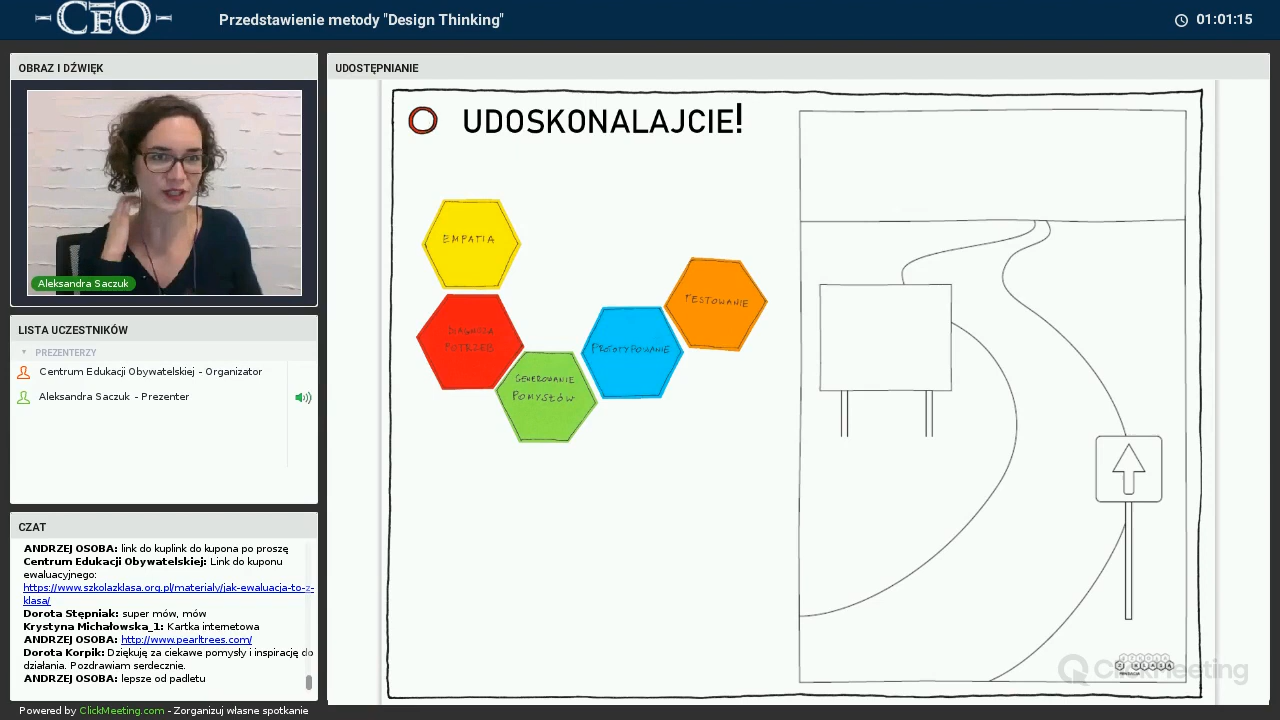 CEO
Przedstawienie metody "Design Thinking"
01:01:15
OBRAZ I DŹWIĘK
Aleksandra Saczuk
LISTA UCZESTNIKÓW
PREZENTERZY
Centrum Edukacji Obywatelskiej - Organizator
Aleksandra Saczuk - Prezenter
CZAT
ANDRZEJ OSOBA: link do kuplink do kupona po proszę
Centrum Edukacji Obywatelskiej: Link do kuponu
ewaluacyjnego:
https://www.szkolazklasa.org.pl/materialy/jak-ewaluacja-to-z-
klasa/
Dorota Stępniak: super mów, mów
Krystyna Michałowska_1: Kartka internetowa
ANDRZEJ OSOBA: http://www.pearltrees.com/
Dorota Korpik: Dziękuję za ciekawe pomysły i inspirację do
działania. Pozdrawiam serdecznie.
ANDRZEJ OSOBA: lepsze od padletu
Powered by ClickMeeting.com - Zorganizuj własne spotkanie
UDOSTĘPNIANIE
UDOSKONALAJCIE!
EMPATIA
DIAGNOZA
POTRZEB
GENEROWANIE
POMYSŁÓW
PROTOTYPOWANIE
TESTOWANIE
ClickMeeting